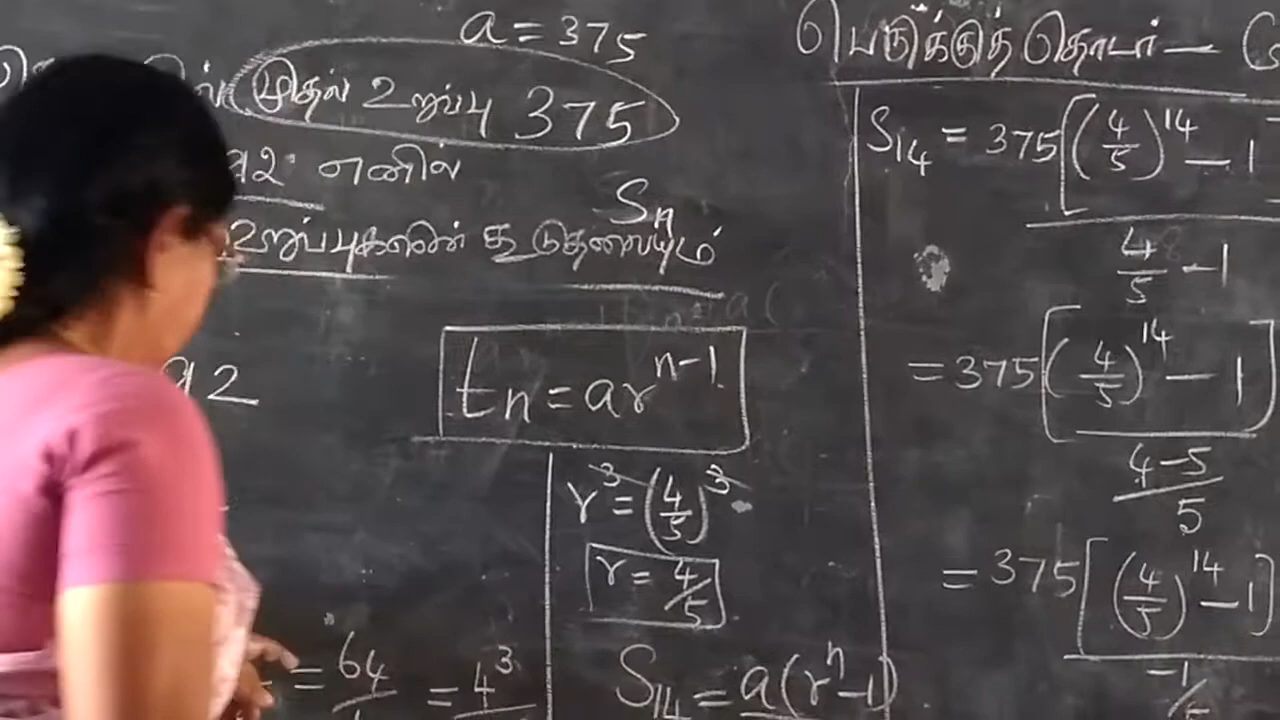 a = 375
முதல் உறுப்பு 375
எனில்
Sn
உறுப்புகளின் கூடுதலையும்
92
tn = ar^(n-1)
r^3 = (4/5)^3
r = 4/5
= 64 = 4^3
S14 = a(r^n - 1)
பெருக்குத் தொடர் —
S14 = 375[(4/5)^14 - 1
4/5 - 1
= 375[(4/5)^14 - 1]
4-5
5
= 375[(4/5)^14 - 1]
-1/5